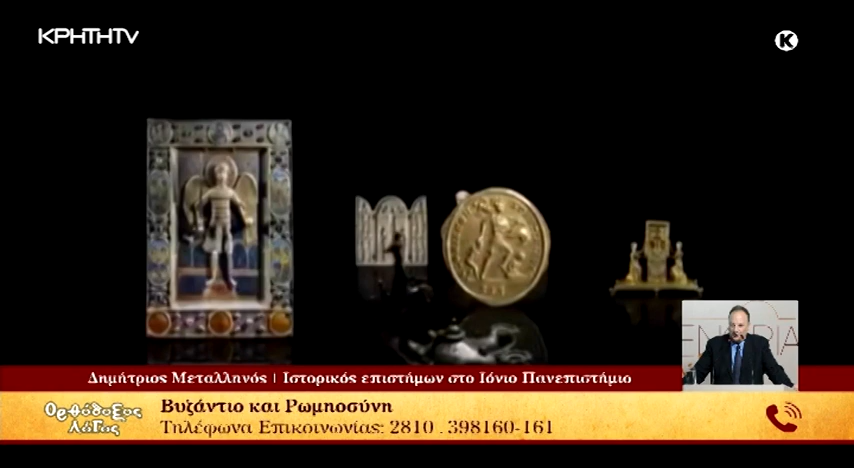 ΚΡΗΤΗTV
K
Δημήτριος Μεταλληνός | Ιστορικός επιστήμων στο Ιόνιο Πανεπιστήμιο
Ορθόδοξος
Λόγος
Βυζάντιο και Ρωμηοσύνη
Τηλέφωνα Επικοινωνίας: 2810 . 398160-161